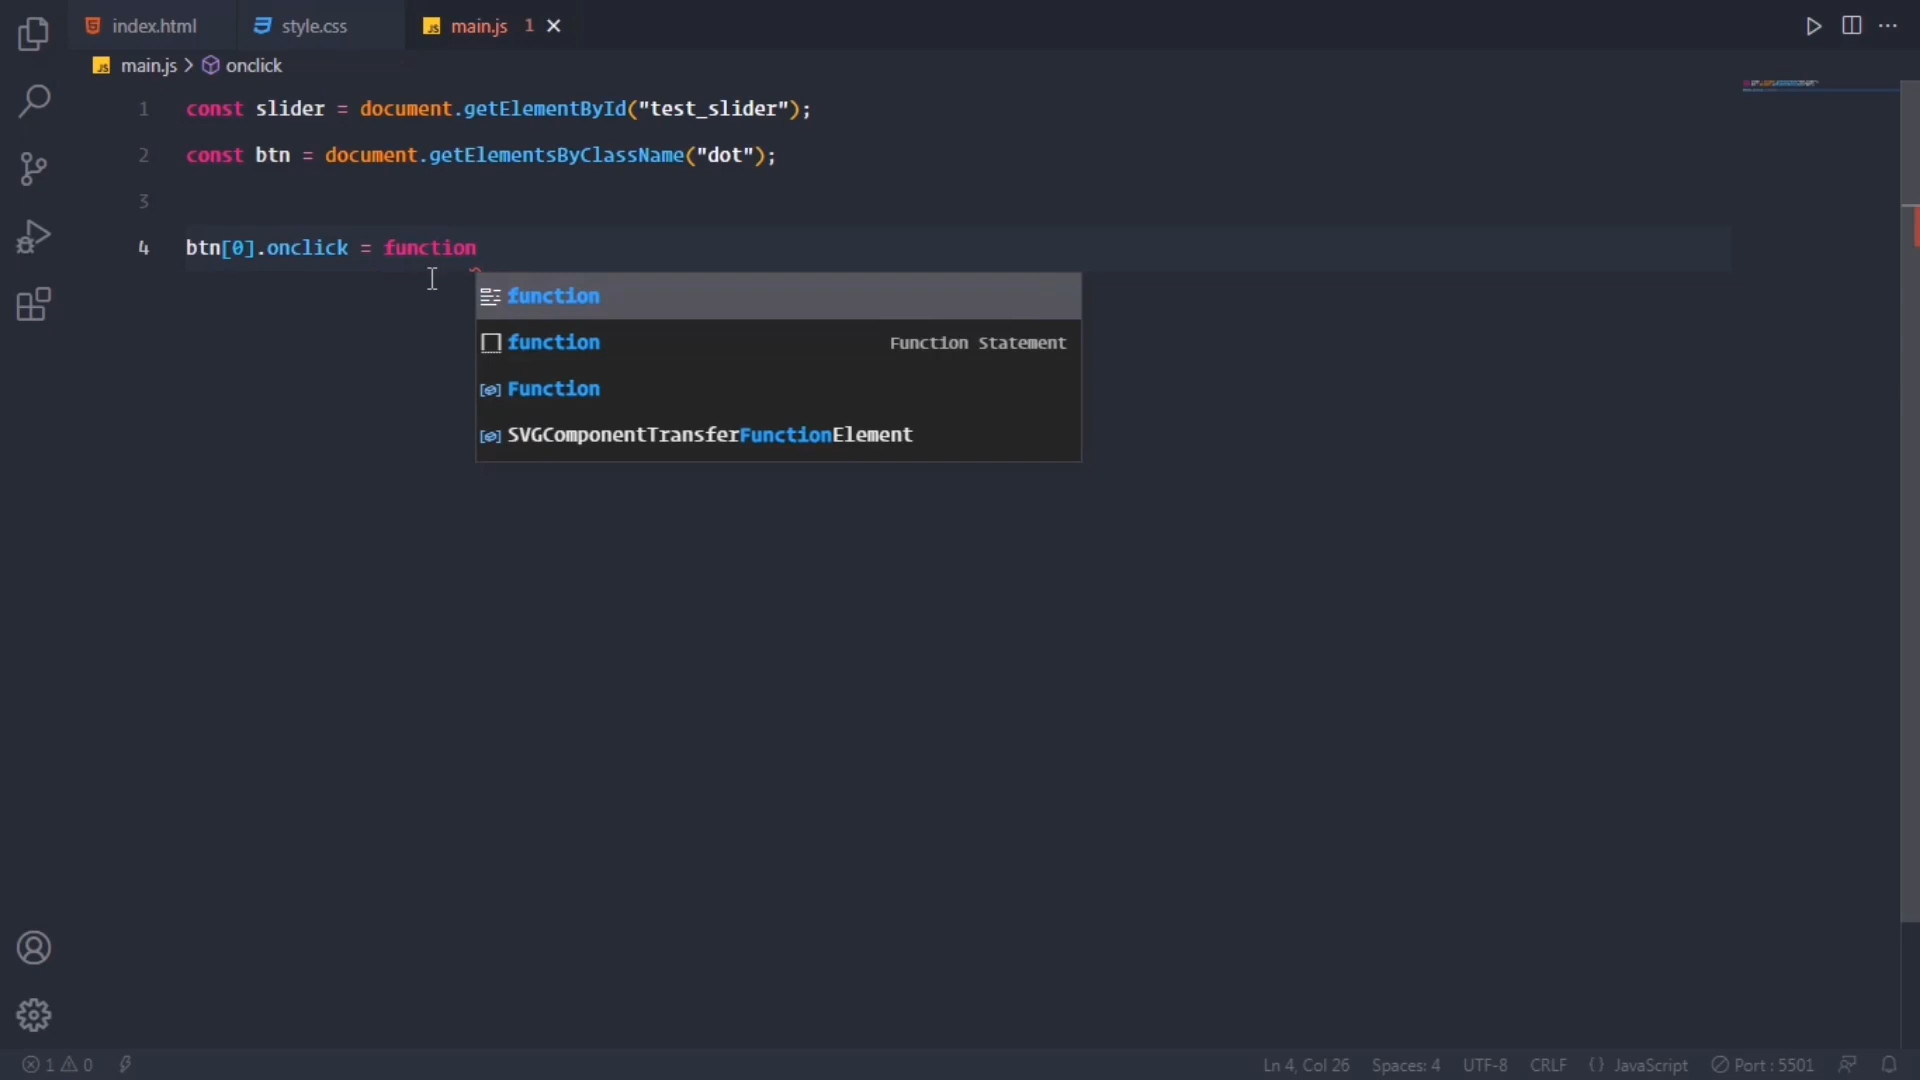 index.html style.css main.js 1
main.js > onclick
1 const slider = document.getElementById("test_slider");
2 const btn = document.getElementsByClassName("dot");
3
4 btn[0].onclick = function
function
function Function Statement
Function
SVGComponentTransferFunctionElement
1 0 Ln 4, Col 26 Spaces: 4 UTF-8 CRLF {} JavaScript Port : 5501